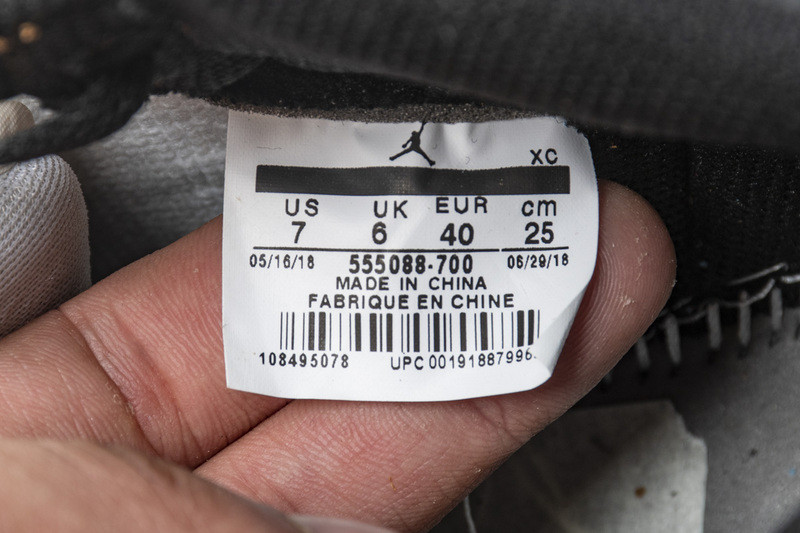 XC
US UK EUR cm
7 6 40 25
05/16/18 555088-700 06/29/18
MADE IN CHINA
FABRIQUE EN CHINE
108495078 UPC 00191887996